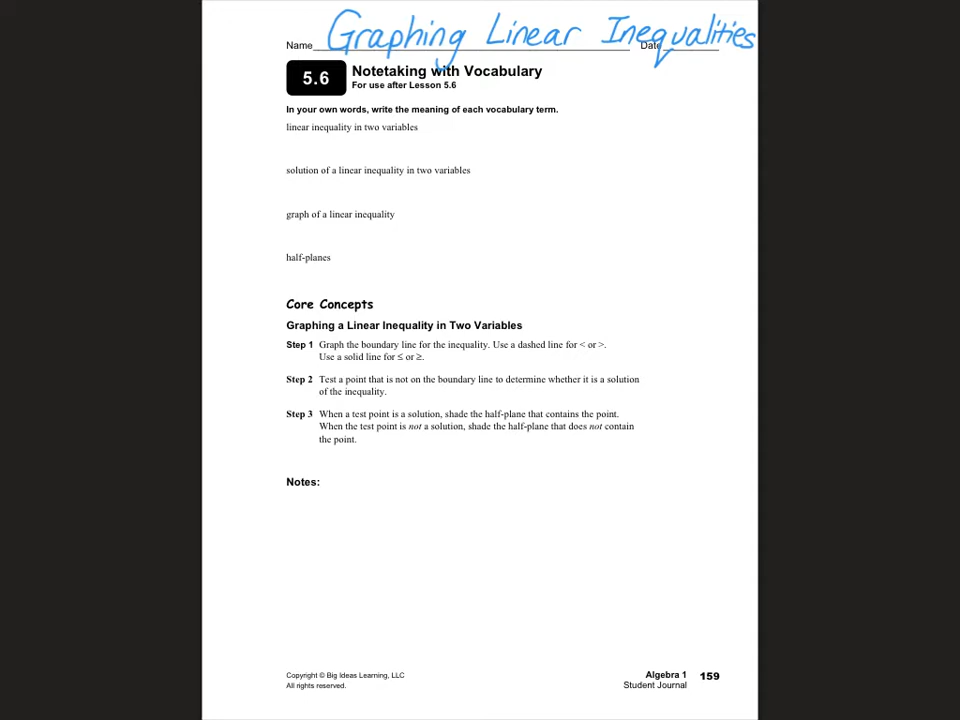 Graphing Linear Inequalities
Name Date
5.6 Notetaking with Vocabulary
For use after Lesson 5.6
In your own words, write the meaning of each vocabulary term.
linear inequality in two variables
solution of a linear inequality in two variables
graph of a linear inequality
half-planes
Core Concepts
Graphing a Linear Inequality in Two Variables
Step 1 Graph the boundary line for the inequality. Use a dashed line for < or >.
Use a solid line for ≤ or ≥.
Step 2 Test a point that is not on the boundary line to determine whether it is a solution
of the inequality.
Step 3 When a test point is a solution, shade the half-plane that contains the point.
When the test point is not a solution, shade the half-plane that does not contain
the point.
Notes:
Copyright © Big Ideas Learning, LLC Algebra 1 159
All rights reserved. Student Journal